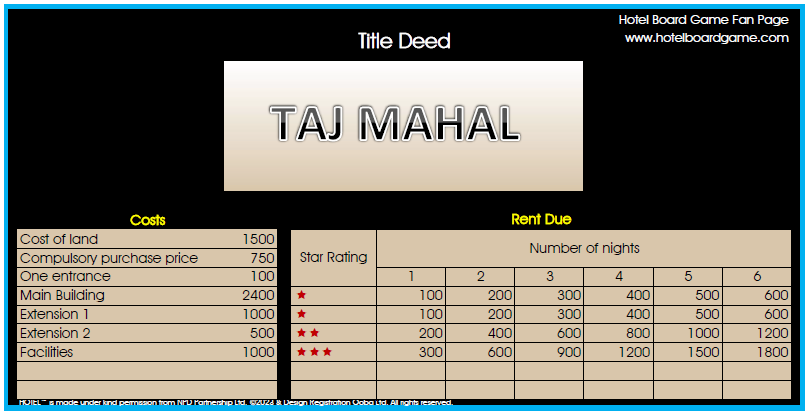 Hotel Board Game Fan Page
www.hotelboardgame.com
Title Deed
TAJ MAHAL
Costs
Cost of land 1500
Compulsory purchase price 750
One entrance 100
Main Building 2400
Extension 1 1000
Extension 2 500
Facilities 1000
Rent Due
Star Rating
Number of nights
1 2 3 4 5 6
★ 100 200 300 400 500 600
★ 100 200 300 400 500 600
★★ 200 400 600 800 1000 1200
★★★ 300 600 900 1200 1500 1800
HOTEL™ is made under kind permission from NPD Partnership Ltd. ©2023 & Design Registration Ooba Ltd. All rights reserved.